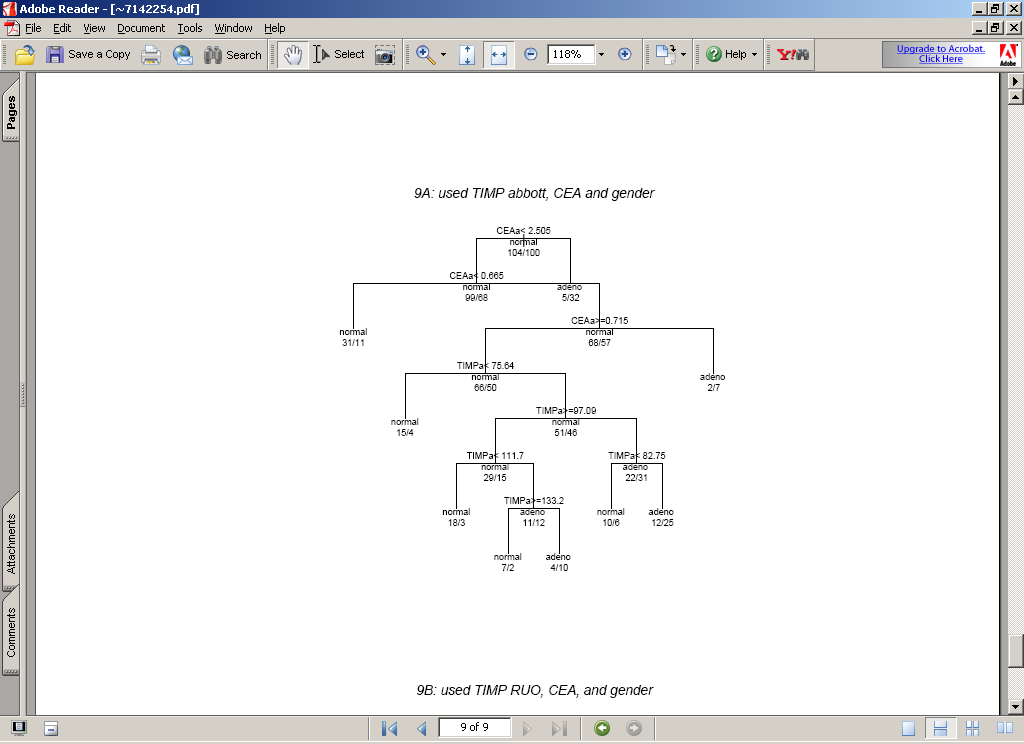 Adobe Reader - [~7142254.pdf]
File Edit View Document Tools Window Help
Save a Copy Search Select 118% Help Y! Upgrade to Acrobat. Click Here Adobe
Pages
Attachments
Comments
9A: used TIMP abbott, CEA and gender
CEAa< 2.505
normal
104/100
CEAa< 0.665
normal adeno
99/68 5/32
CEAa>=0.715
normal normal
31/11 68/57
TIMPa< 75.64
normal adeno
66/50 2/7
TIMPa>=97.09
normal normal
15/4 51/46
TIMPa< 111.7 TIMPa< 82.75
normal adeno
29/15 22/31
TIMPa>=133.2
normal adeno normal adeno
18/3 11/12 10/6 12/25
normal adeno
7/2 4/10
9B: used TIMP RUO, CEA, and gender
9 of 9